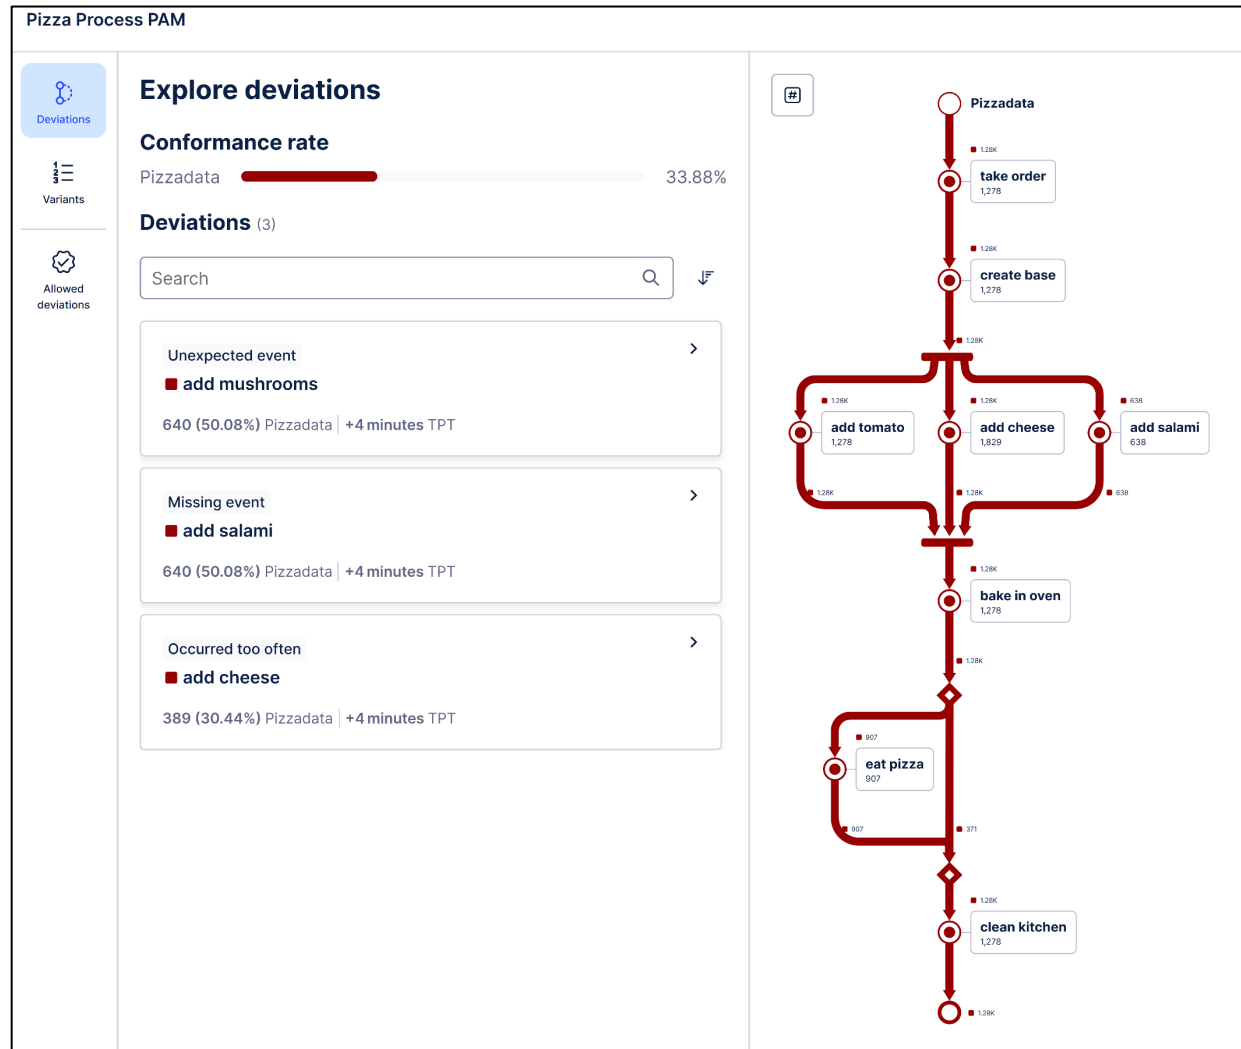 Pizza Process PAM
Deviations
1
2
3
Variants
Allowed
deviations
Explore deviations
Conformance rate
Pizzadata 33.88%
Deviations (3)
Search
Unexpected event
add mushrooms
640 (50.08%) Pizzadata | +4 minutes TPT
Missing event
add salami
640 (50.08%) Pizzadata | +4 minutes TPT
Occurred too often
add cheese
389 (30.44%) Pizzadata | +4 minutes TPT
#
Pizzadata
1.28K
take order
1,278
1.28K
create base
1,278
1.28K
1.28K
add tomato
1,278
1.28K
1.28K
add cheese
1,829
1.28K
638
add salami
638
638
1.28K
bake in oven
1,278
1.28K
907
eat pizza
907
907
371
1.28K
clean kitchen
1,278
1.28K